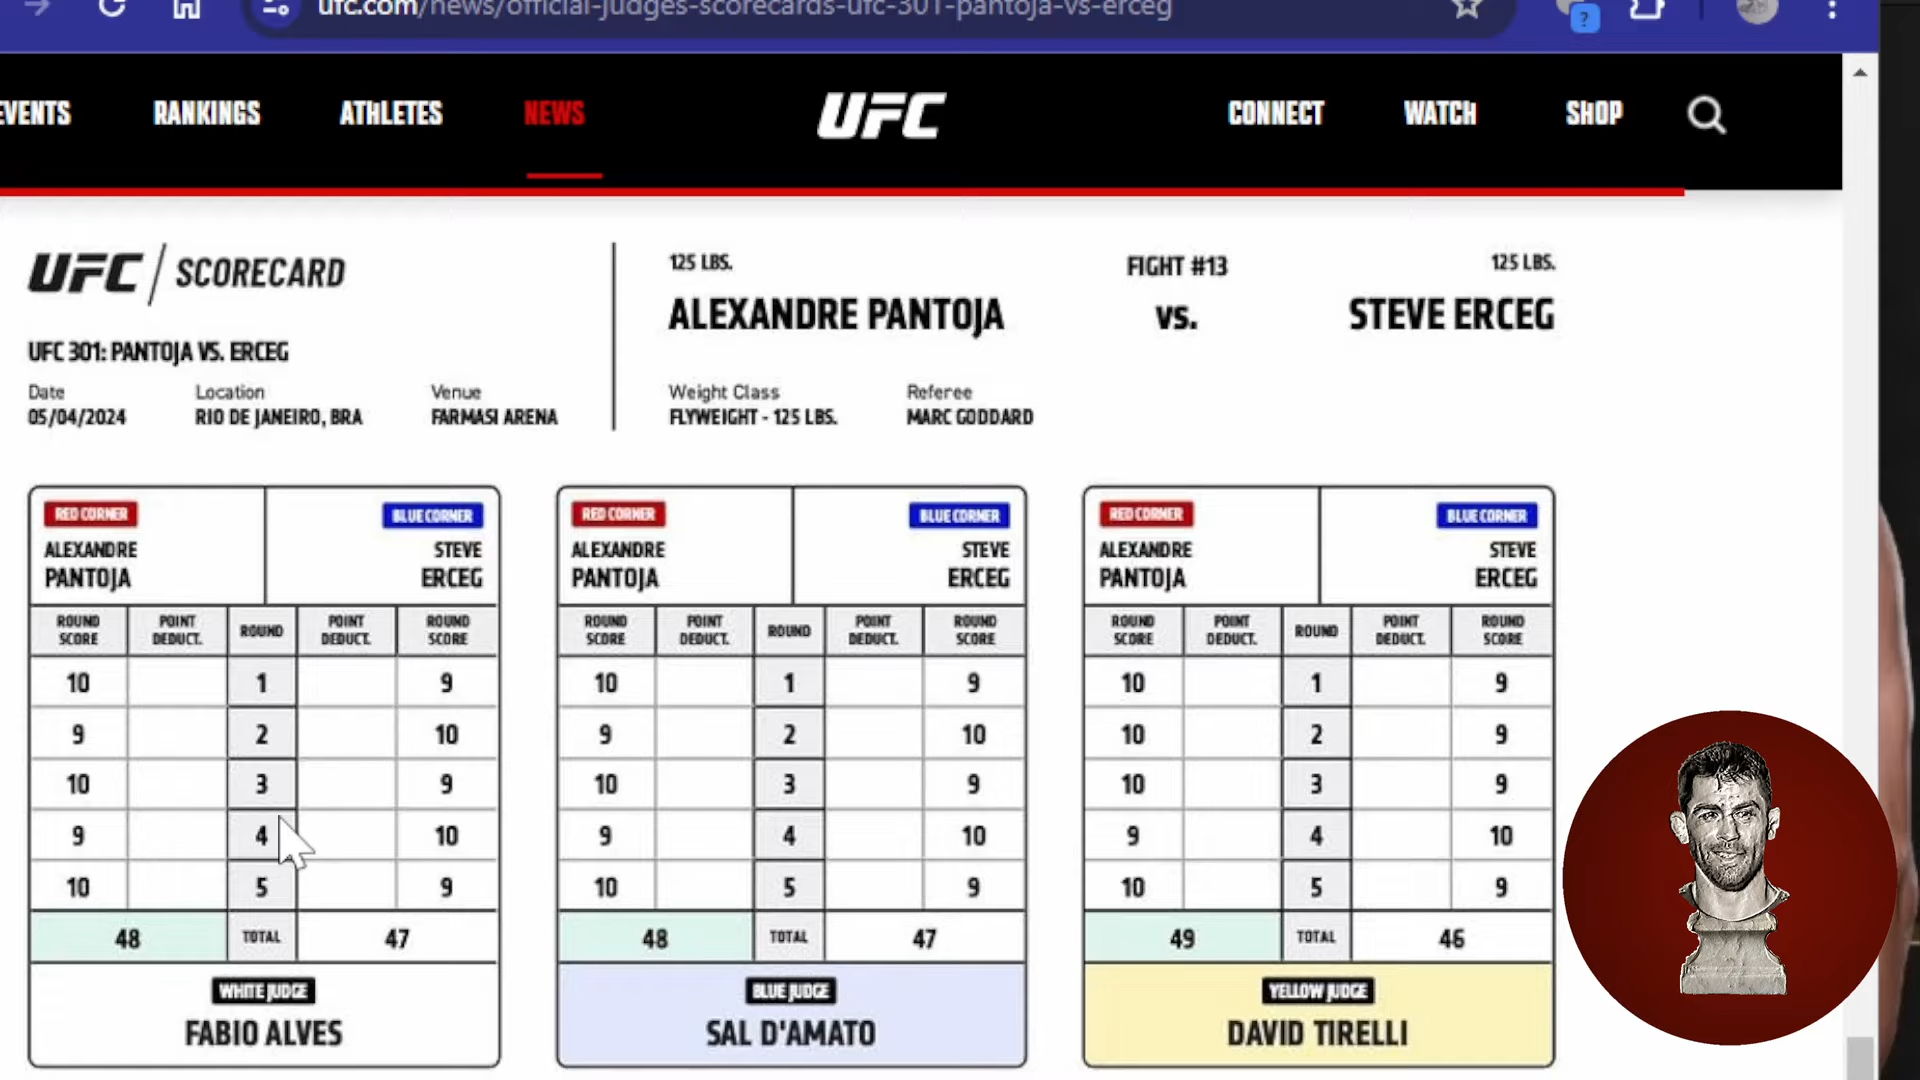 ufc.com/news/official-judges-scorecards-ufc-301-pantoja-vs-erceg
?
EVENTS RANKINGS ATHLETES NEWS UFC CONNECT WATCH SHOP
UFC / SCORECARD
UFC 301: PANTOJA VS. ERCEG
Date Location Venue
05/04/2024 RIO DE JANEIRO, BRA FARMASI ARENA
125 LBS. FIGHT #13 125 LBS.
ALEXANDRE PANTOJA VS. STEVE ERCEG
Weight Class Referee
FLYWEIGHT - 125 LBS. MARC GODDARD
RED CORNER BLUE CORNER
ALEXANDRE STEVE
PANTOJA ERCEG
ROUND SCORE POINT DEDUCT. ROUND POINT DEDUCT. ROUND SCORE
10 1 9
9 2 10
10 3 9
9 4 10
10 5 9
48 TOTAL 47
WHITE JUDGE
FABIO ALVES
RED CORNER BLUE CORNER
ALEXANDRE STEVE
PANTOJA ERCEG
ROUND SCORE POINT DEDUCT. ROUND POINT DEDUCT. ROUND SCORE
10 1 9
9 2 10
10 3 9
9 4 10
10 5 9
48 TOTAL 47
BLUE JUDGE
SAL D'AMATO
RED CORNER BLUE CORNER
ALEXANDRE STEVE
PANTOJA ERCEG
ROUND SCORE POINT DEDUCT. ROUND POINT DEDUCT. ROUND SCORE
10 1 9
10 2 9
10 3 9
9 4 10
10 5 9
49 TOTAL 46
YELLOW JUDGE
DAVID TIRELLI